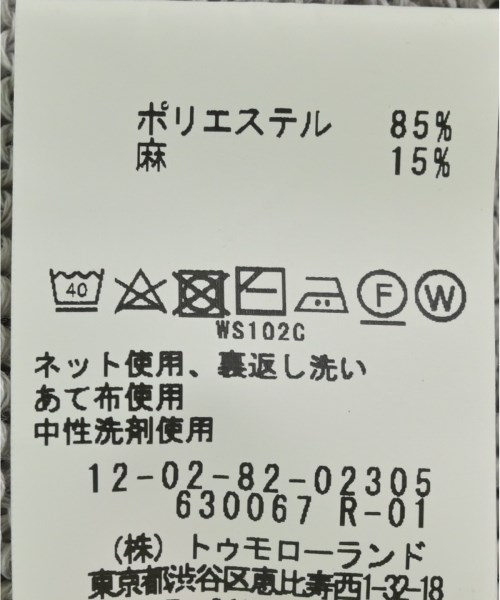 ポリエステル 85%
麻 15%
40 F W
WS102C
ネット使用、裏返し洗い
あて布使用
中性洗剤使用
12-02-82-02305
630067 R-01
(株) トゥモローランド
東京都渋谷区恵比寿西1-32-18